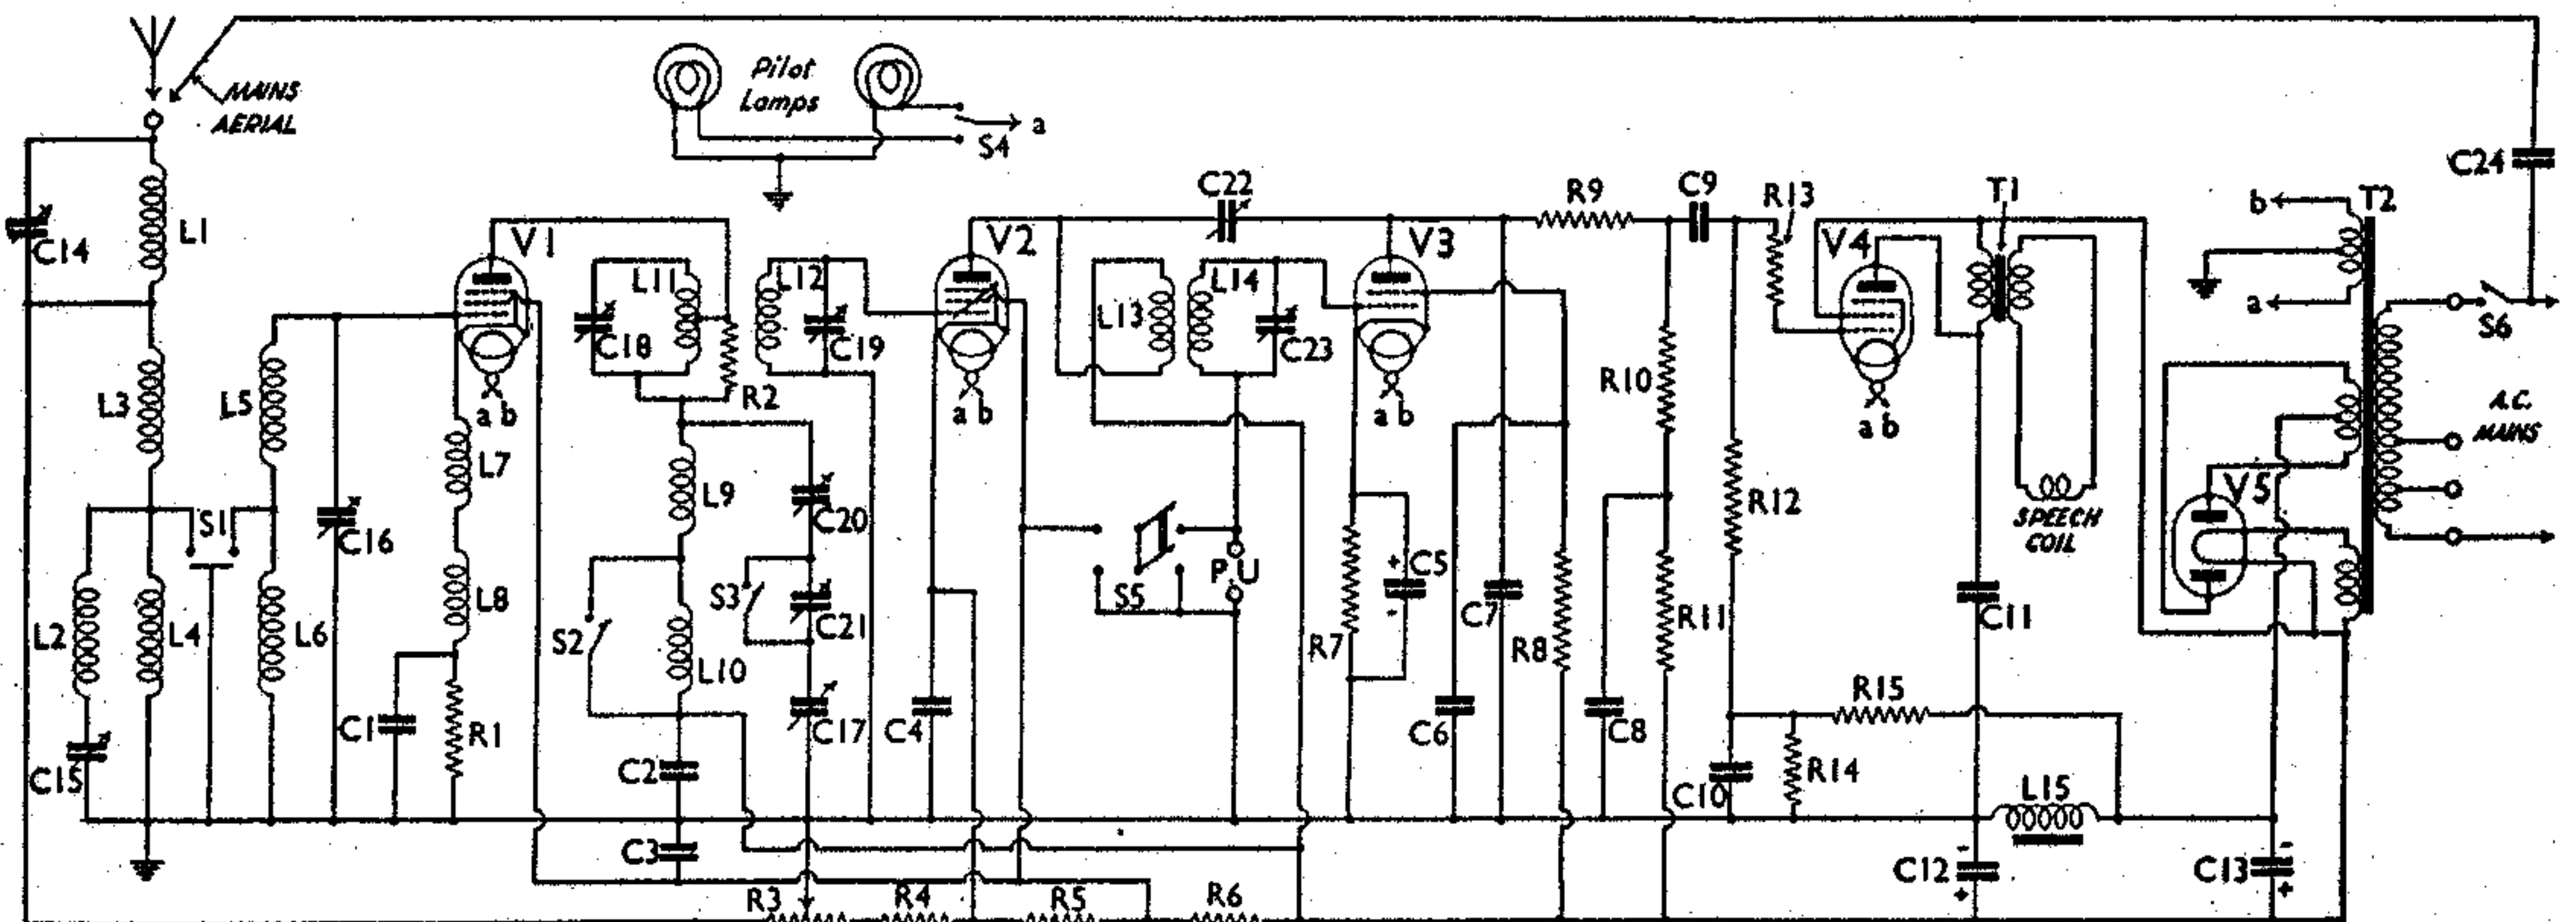 MAINS
AERIAL
Pilot
Lamps
a
S4
C24
C14
L1
V1
L11
L12
C18
C19
R2
a b
C22
V2
L13
L14
C23
a b
R9
C9
R13
V3
a b
V4
a b
T1
b
T2
a
S6
A.C.
MAINS
L3
L5
L7
L9
C20
R10
R12
SPEECH
COIL
V5
S1
C16
L2
L4
L6
L8
S2
S3
C21
L10
S5
P.U
R7
+
C5
-
C7
R8
R11
C11
C15
C1
R1
C2
C17
C4
C6
C8
R15
C10
R14
L15
C3
-
C12
+
-
C13
+
R3
R4
R5
R6